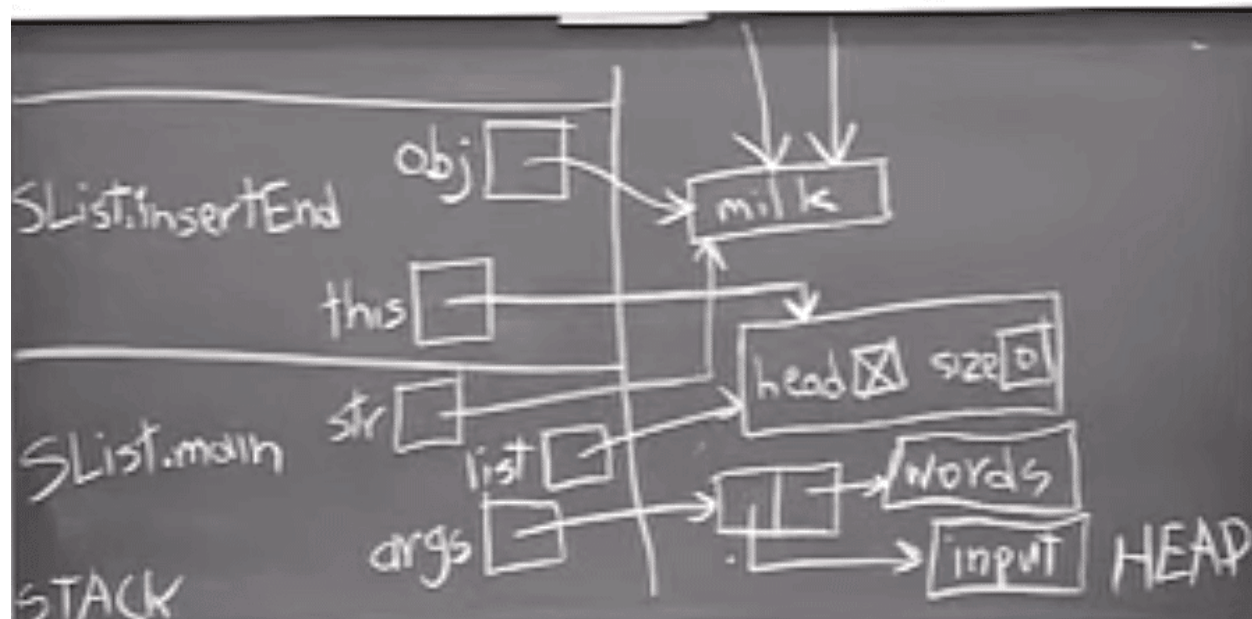 obj
milk
SList.insertEnd
this
head size 0
str
SList.main
list
words
args
input
HEAP
STACK